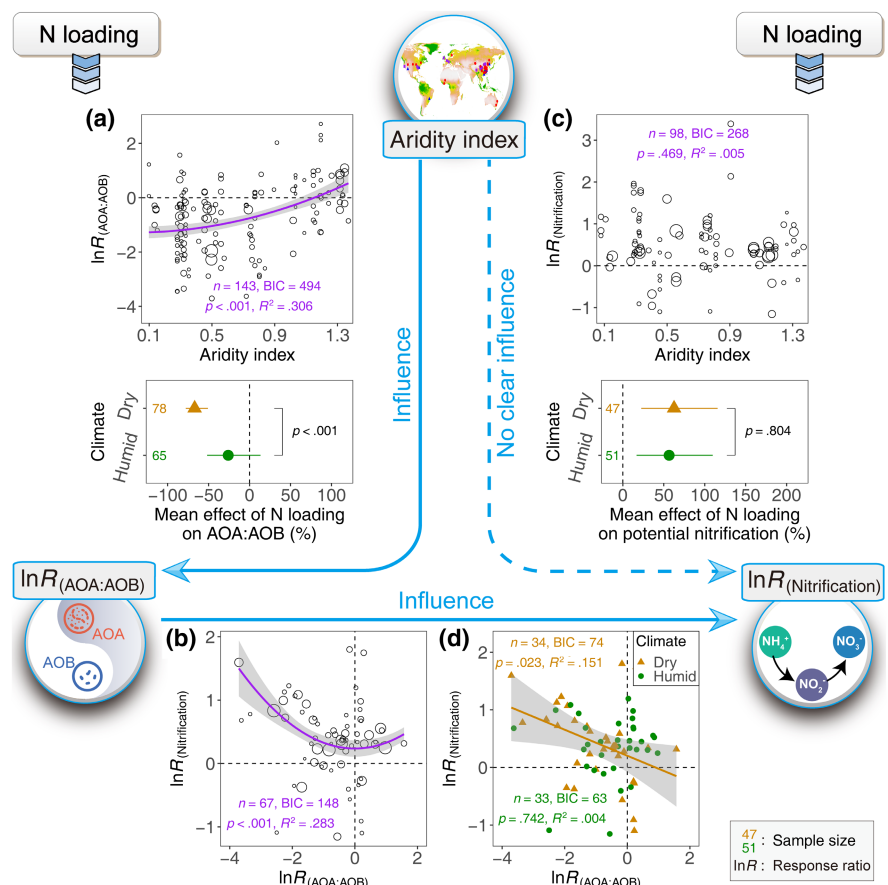 N loading
N loading
Aridity index
(a)
lnR(AOA:AOB)
2
0
−2
−4
n = 143, BIC = 494
p < .001, R² = .306
0.1 0.5 0.9 1.3
Aridity index
(c)
lnR(Nitrification)
3
2
1
0
−1
n = 98, BIC = 268
p = .469, R² = .005
0.1 0.5 0.9 1.3
Aridity index
Influence
No clear influence
Climate
Dry
Humid
78
65
p < .001
−100 −50 0 50 100
Mean effect of N loading
on AOA:AOB (%)
Climate
Dry
Humid
47
51
p = .804
0 50 100 150 200
Mean effect of N loading
on potential nitrification (%)
lnR(AOA:AOB)
AOA
AOB
Influence
lnR(Nitrification)
NH₄⁺
NO₂⁻
NO₃⁻
(b)
lnR(Nitrification)
2
1
0
−1
n = 67, BIC = 148
p < .001, R² = .283
−4 −2 0 2
lnR(AOA:AOB)
(d)
lnR(Nitrification)
2
1
0
−1
n = 34, BIC = 74
p = .023, R² = .151
Climate
Dry
Humid
n = 33, BIC = 63
p = .742, R² = .004
−4 −2 0 2
lnR(AOA:AOB)
47
51
: Sample size
lnR : Response ratio